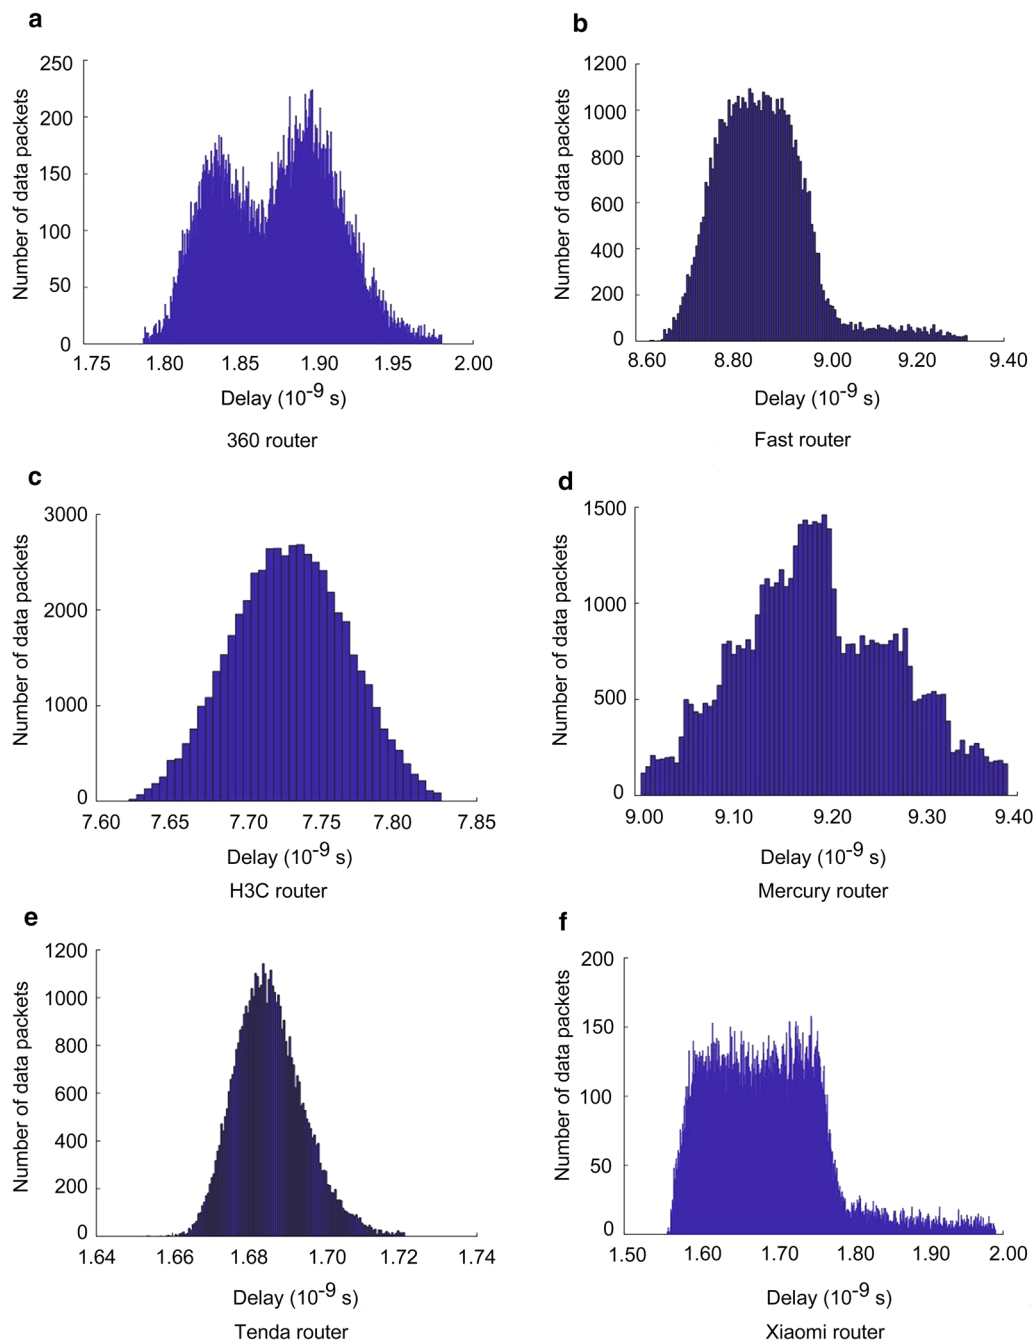 a
Number of data packets
250
200
150
100
50
0
1.75 1.80 1.85 1.90 1.95 2.00
Delay (10-9 s)
360 router
b
Number of data packets
1200
1000
800
600
400
200
0
8.60 8.80 9.00 9.20 9.40
Delay (10-9 s)
Fast router
c
Number of data packets
3000
2000
1000
0
7.60 7.65 7.70 7.75 7.80 7.85
Delay (10-9 s)
H3C router
d
Number of data packets
1500
1000
500
0
9.00 9.10 9.20 9.30 9.40
Delay (10-9 s)
Mercury router
e
Number of data packets
1200
1000
800
600
400
200
0
1.64 1.66 1.68 1.70 1.72 1.74
Delay (10-9 s)
Tenda router
f
Number of data packets
200
150
100
50
0
1.50 1.60 1.70 1.80 1.90 2.00
Delay (10-9 s)
Xiaomi router